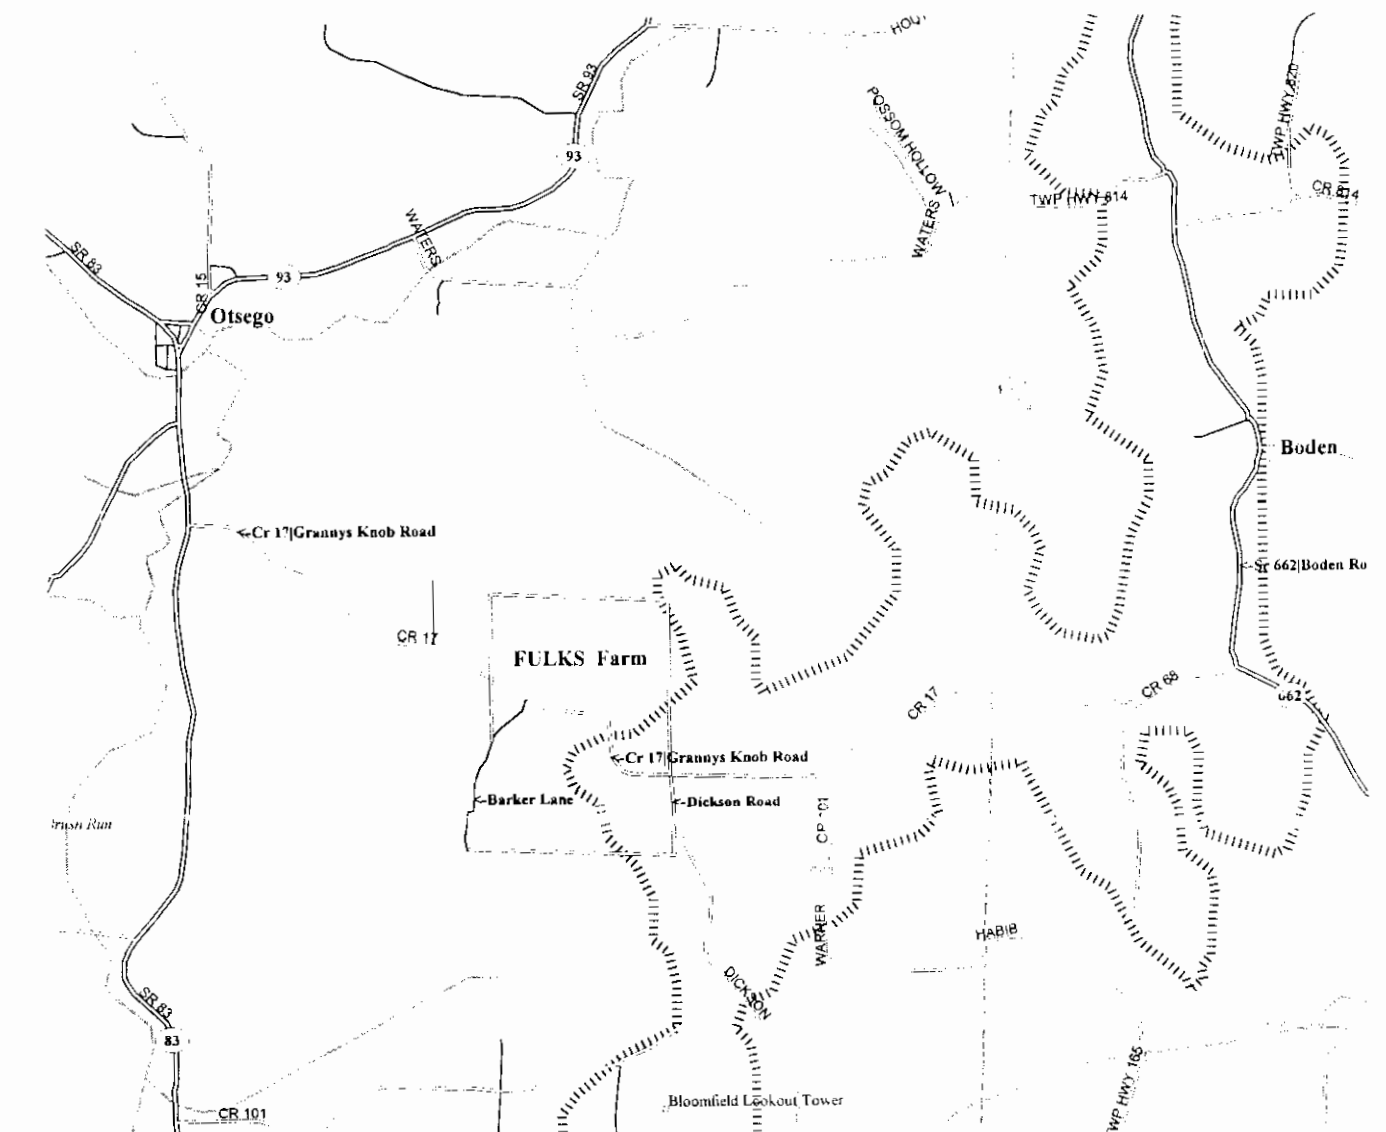 SR 93
POSSOM HOLLOW
TWP HWY 820
93
TWP HWY 814
CR 874
WATERS
WATERS
SR 83
CR 15
93
Otsego
Boden
<-Cr 17|Grannys Knob Road
<-Sr 662|Boden Ro
CR 17
FULKS Farm
CR 17
CR 68
662
<-Cr 17|Grannys Knob Road
<-Barker Lane
<-Dickson Road
Run
WARNER
HABIB
DICKSON
SR 83
83
TWP HWY 165
Bloomfield Lookout Tower
CR 101